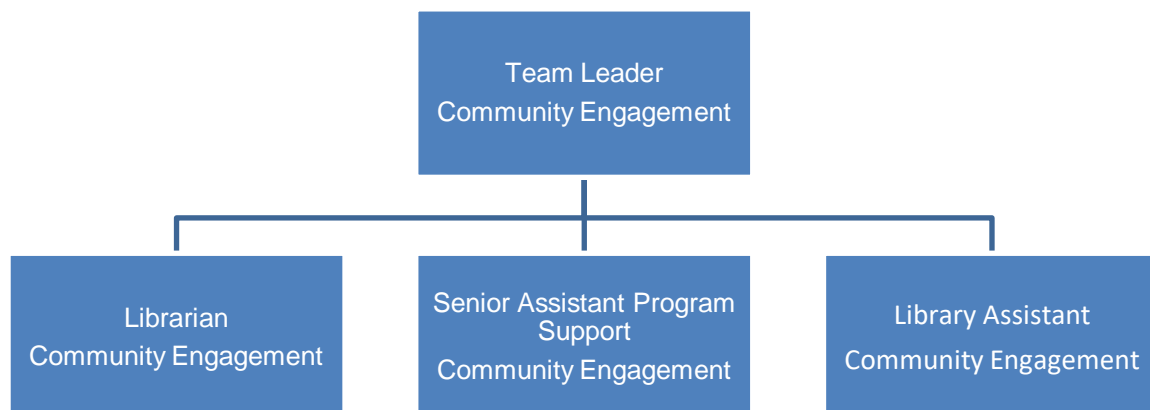 Team Leader
Community Engagement
Librarian
Community Engagement
Senior Assistant Program
Support
Community Engagement
Library Assistant
Community Engagement